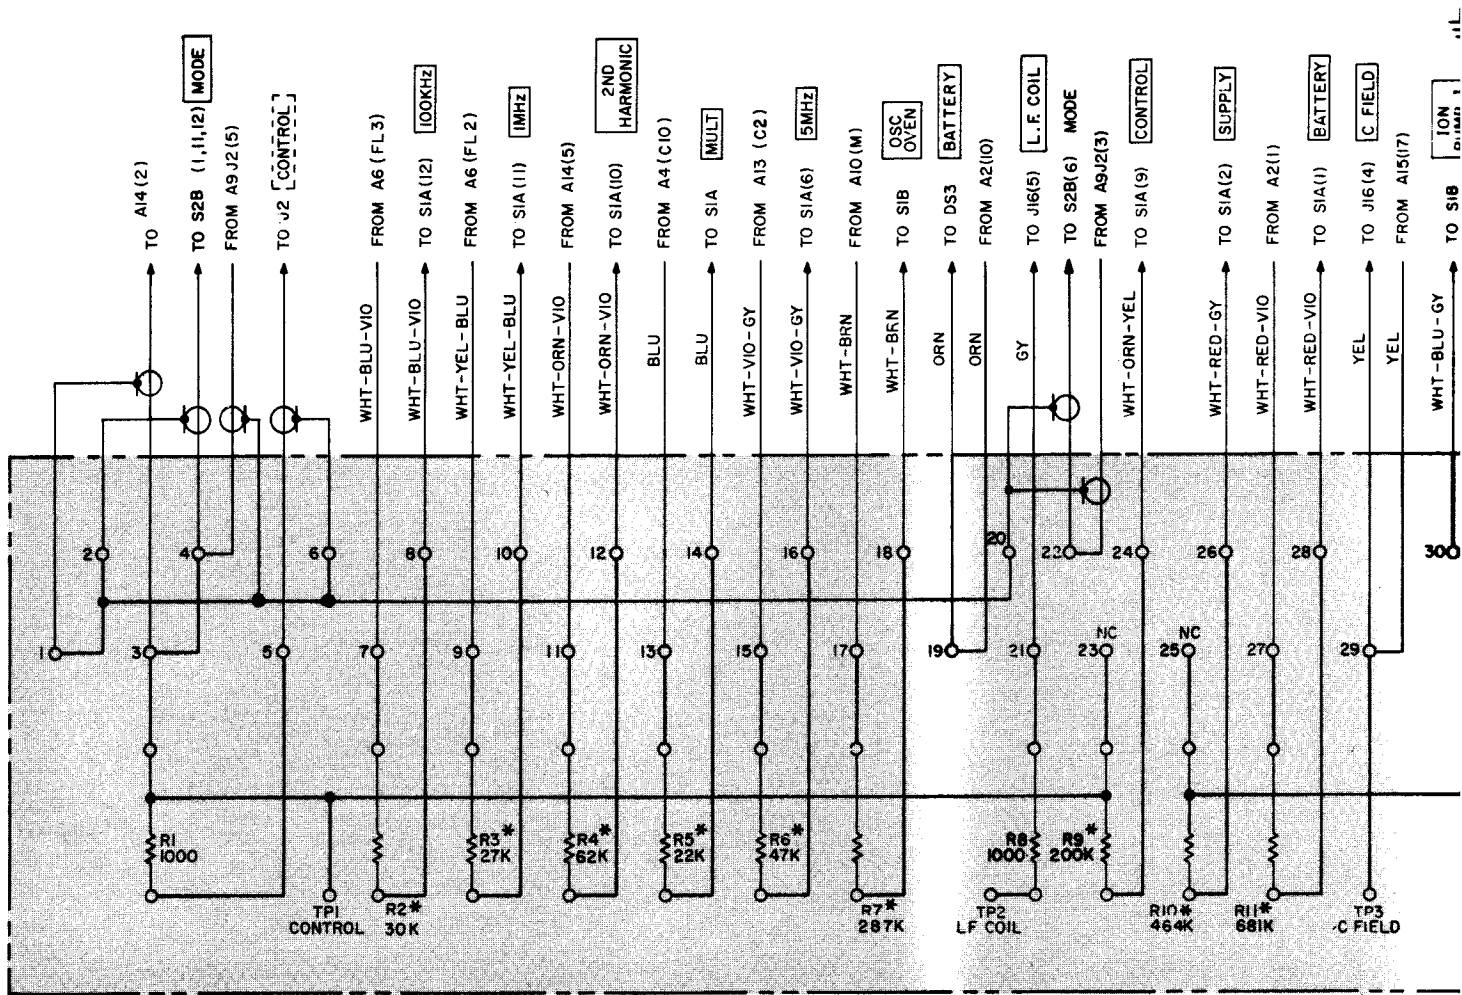 TO A14(2)
TO S2B (1,11,12) MODE
FROM A9J2(5)
TO J2 CONTROL
FROM A6(FL3)
TO S1A(12) 100KHz
FROM A6(FL2)
TO S1A(11) 1MHz
FROM A14(5)
TO S1A(10) 2ND HARMONIC
FROM A4(C10)
TO S1A MULT
FROM A13(C2)
TO S1A(6) 5MHz
FROM A10(M)
TO S1B OSC OVEN
TO DS3 BATTERY
FROM A2(10)
TO J16(5) L.F. COIL
TO S2B(6) MODE
FROM A9J2(3)
TO S1A(9) CONTROL
TO S1A(2) SUPPLY
FROM A2(1)
TO S1A(1) BATTERY
TO J16(4) C FIELD
FROM A15(17)
TO S1B ION
WHT-BLU-VIO
WHT-BLU-VIO
WHT-YEL-BLU
WHT-YEL-BLU
WHT-ORN-VIO
WHT-ORN-VIO
BLU
BLU
WHT-VIO-GY
WHT-VIO-GY
WHT-BRN
WHT-BRN
ORN
ORN
GY
WHT-ORN-YEL
WHT-RED-GY
WHT-RED-VIO
WHT-RED-VIO
YEL
YEL
WHT-BLU-GY
2 4 6 8 10 12 14 16 18 20 22 24 26 28 30
NC NC
1 3 5 7 9 11 13 15 17 19 21 23 25 27 29
R1 R3* R4* R5* R6* R8 R9*
1000 27K 62K 22K 47K 1000 200K
TP1 R2* R7* TP2 R10* R11* TP3
CONTROL 30K 287K LF COIL 464K 681K C FIELD